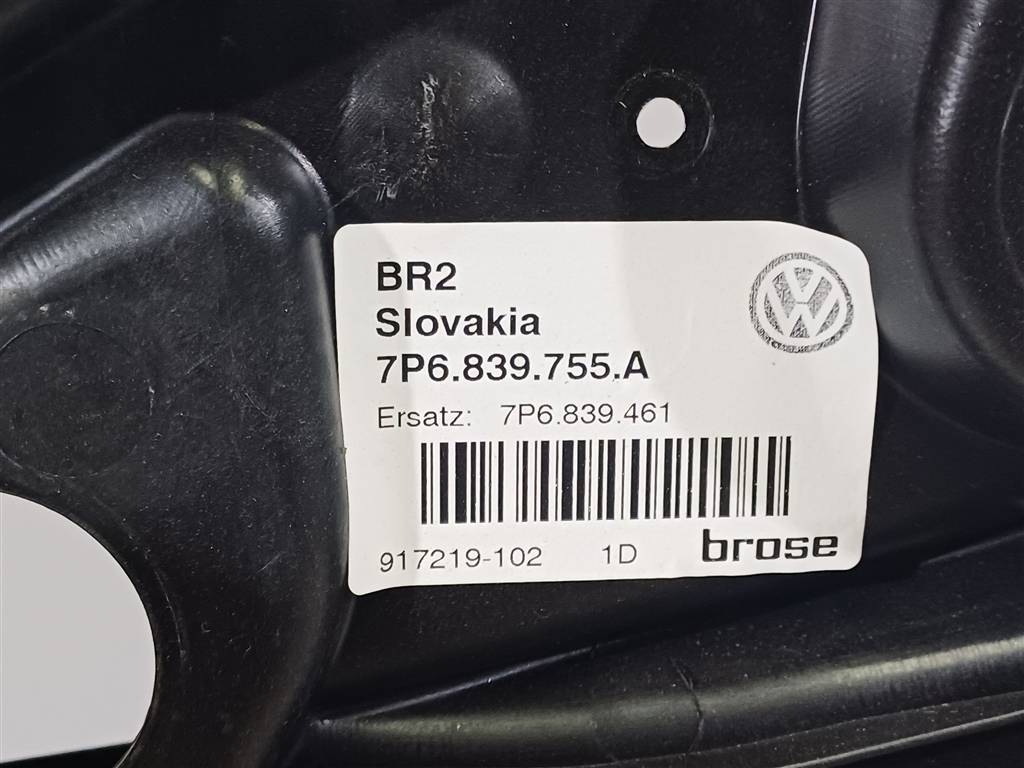 BR2
Slovakia
7P6.839.755.A
Ersatz: 7P6.839.461
917219-102 1D brose